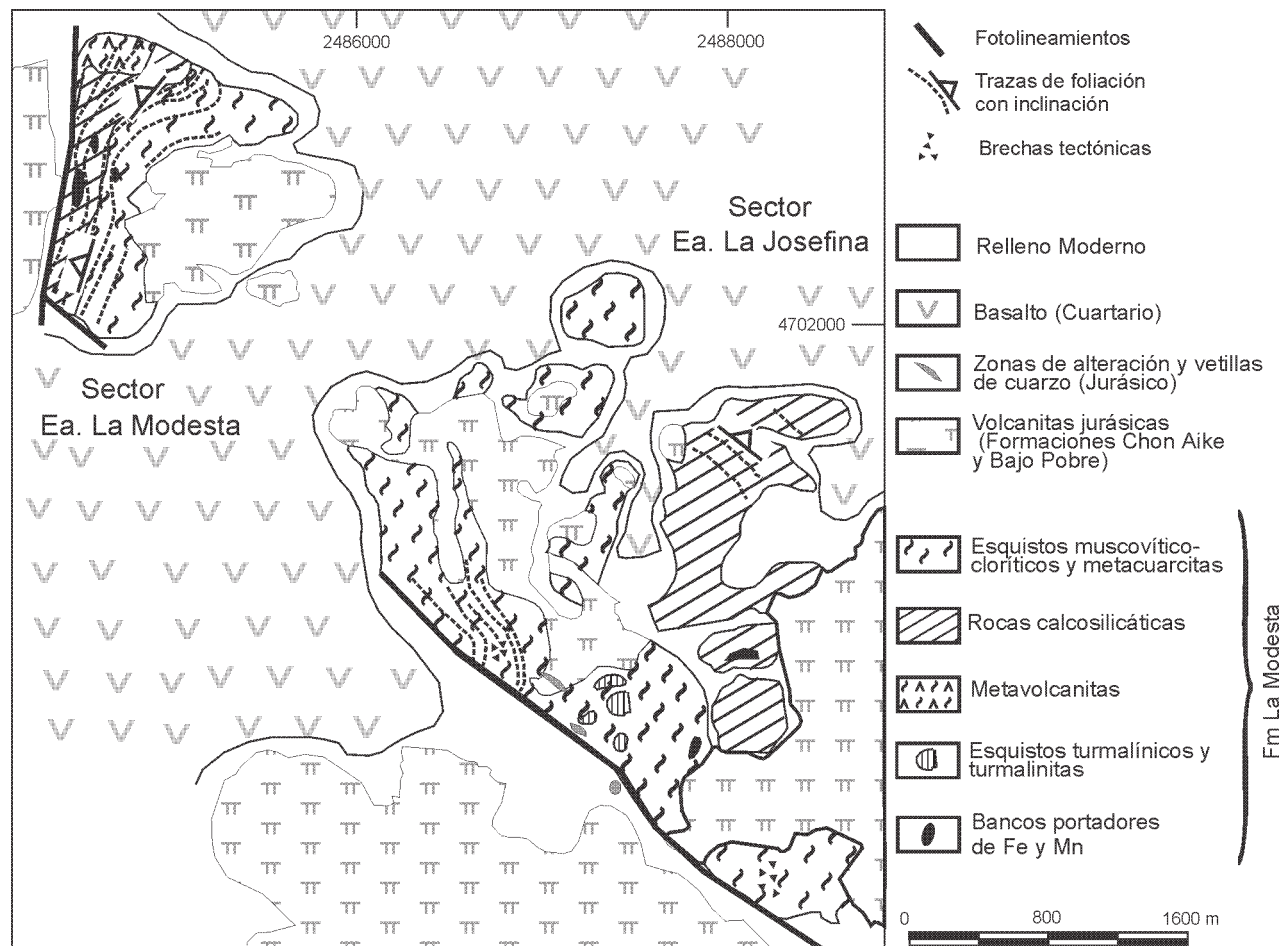 2486000
2488000
Sector
Ea. La Josefina
4702000
Sector
Ea. La Modesta
Fotolineamientos
Trazas de foliación
con inclinación
Brechas tectónicas
Relleno Moderno
Basalto (Cuartario)
Zonas de alteración y vetillas
de cuarzo (Jurásico)
Volcanitas jurásicas
(Formaciones Chon Aike
y Bajo Pobre)
Esquistos muscovítico-
cloríticos y metacuarcitas
Rocas calcosilicáticas
Metavolcanitas
Esquistos turmalínicos y
turmalinitas
Bancos portadores
de Fe y Mn
Fm La Modesta
0 800 1600 m